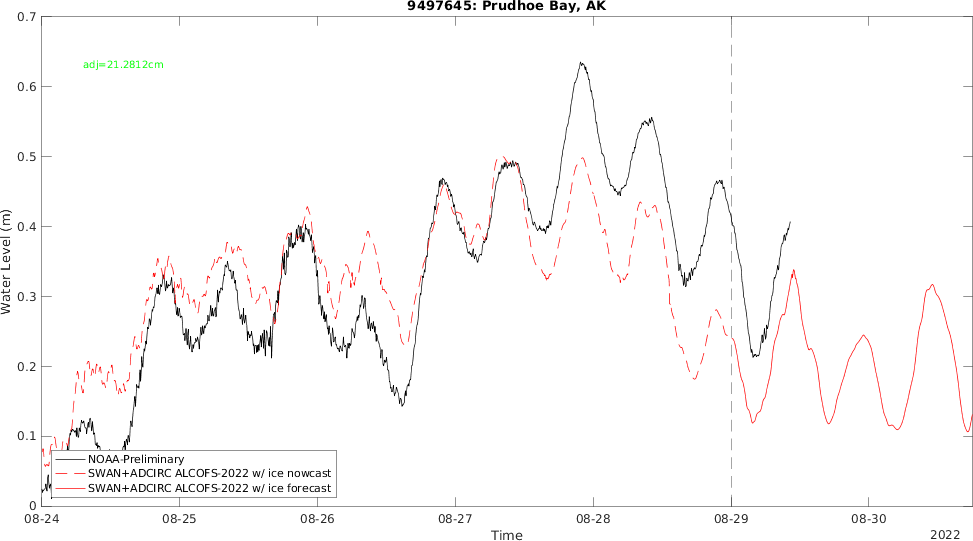 9497645: Prudhoe Bay, AK
adj=21.2812cm
Water Level (m)
0.7
0.6
0.5
0.4
0.3
0.2
0.1
0
NOAA-Preliminary
SWAN+ADCIRC ALCOFS-2022 w/ ice nowcast
SWAN+ADCIRC ALCOFS-2022 w/ ice forecast
08-24 08-25 08-26 08-27 08-28 08-29 08-30
Time
2022